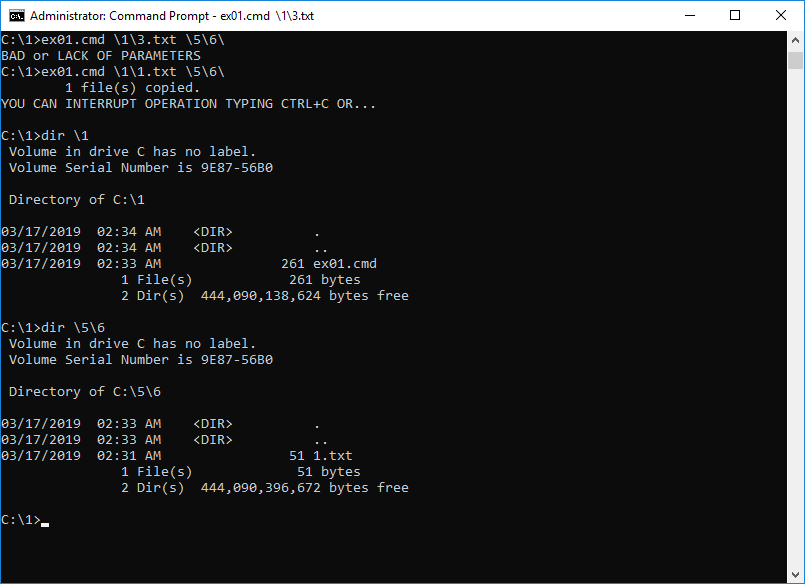 Administrator: Command Prompt - ex01.cmd \1\3.txt
C:\1>ex01.cmd \1\3.txt \5\6\
BAD or LACK OF PARAMETERS
C:\1>ex01.cmd \1\1.txt \5\6\
        1 file(s) copied.
YOU CAN INTERRUPT OPERATION TYPING CTRL+C OR...
C:\1>dir \1
 Volume in drive C has no label.
 Volume Serial Number is 9E87-56B0
 Directory of C:\1
03/17/2019  02:34 AM    <DIR>          .
03/17/2019  02:34 AM    <DIR>          ..
03/17/2019  02:33 AM               261 ex01.cmd
               1 File(s)            261 bytes
               2 Dir(s)  444,090,138,624 bytes free
C:\1>dir \5\6
 Volume in drive C has no label.
 Volume Serial Number is 9E87-56B0
 Directory of C:\5\6
03/17/2019  02:33 AM    <DIR>          .
03/17/2019  02:33 AM    <DIR>          ..
03/17/2019  02:31 AM                51 1.txt
               1 File(s)             51 bytes
               2 Dir(s)  444,090,396,672 bytes free
C:\1>